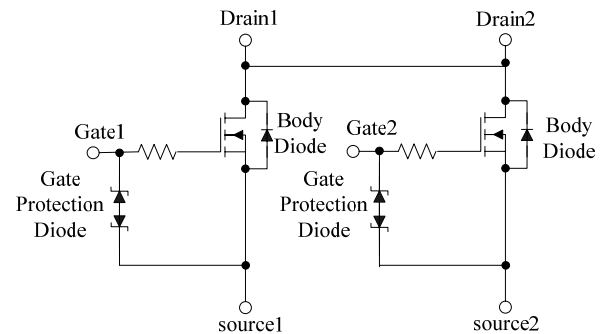 Drain1
Drain2
Gate1
Body
Diode
Gate2
Body
Diode
Gate
Protection
Diode
Gate
Protection
Diode
source1
source2